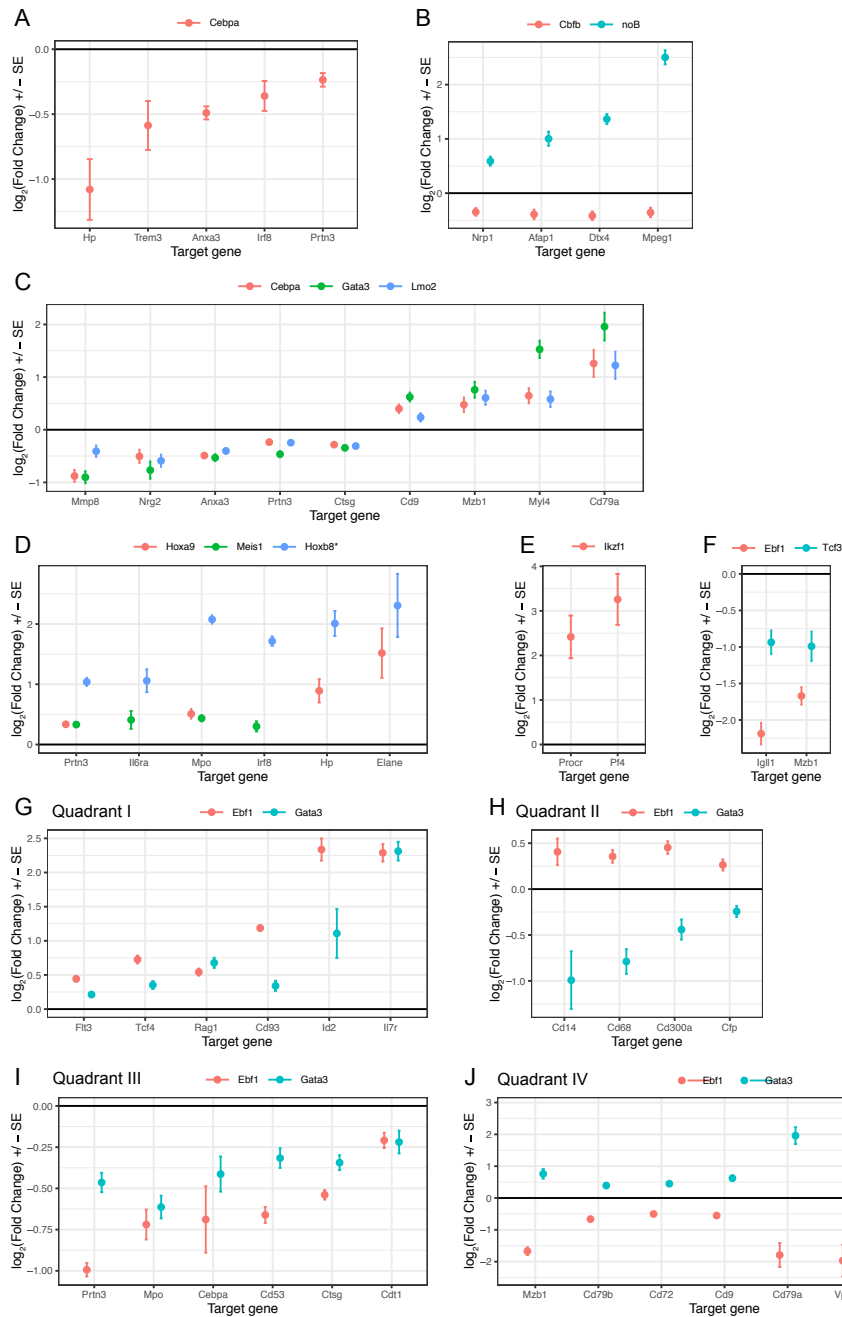 A
Cebpa
log2(Fold Change) +/− SE
0.0
−0.5
−1.0
Hp Trem3 Anxa3 Irf8 Prtn3
Target gene
B
Cbfb noB
log2(Fold Change) +/− SE
2
1
0
Nrp1 Afap1 Dtx4 Mpeg1
Target gene
C
Cebpa Gata3 Lmo2
log2(Fold Change) +/− SE
2
1
0
−1
Mmp8 Nrg2 Anxa3 Prtn3 Ctsg Cd9 Mzb1 Myl4 Cd79a
Target gene
D
Hoxa9 Meis1 Hoxb8*
log2(Fold Change) +/− SE
2
1
0
Prtn3 Il6ra Mpo Irf8 Hp Elane
Target gene
E
Ikzf1
log2(Fold Change) +/− SE
4
3
2
1
0
Procr Pf4
Target gene
F
Ebf1 Tcf3
log2(Fold Change) +/− SE
0.0
−0.5
−1.0
−1.5
−2.0
Igll1 Mzb1
Target gene
G Quadrant I
Ebf1 Gata3
log2(Fold Change) +/− SE
2.5
2.0
1.5
1.0
0.5
0.0
Flt3 Tcf4 Rag1 Cd93 Id2 Il7r
Target gene
H Quadrant II
Ebf1 Gata3
log2(Fold Change) +/− SE
0.5
0.0
−0.5
−1.0
Cd14 Cd68 Cd300a Cfp
Target gene
I Quadrant III
Ebf1 Gata3
log2(Fold Change) +/− SE
0.00
−0.25
−0.50
−0.75
−1.00
Prtn3 Mpo Cebpa Cd53 Ctsg Cdt1
Target gene
J Quadrant IV
Ebf1 Gata3
log2(Fold Change) +/− SE
3
2
1
0
−1
−2
Mzb1 Cd79b Cd72 Cd9 Cd79a
Target gene